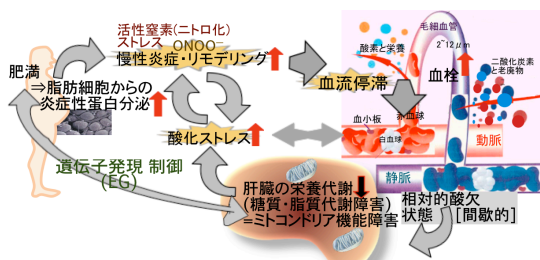 活性窒素(ニトロ化)
ストレス ONOO⁻
慢性炎症・リモデリング
肥満
⇒脂肪細胞からの
炎症性蛋白分泌
酸化ストレス
遺伝子発現 制御
(EG)
肝臓の栄養代謝
(糖質・脂質代謝障害)
=ミトコンドリア機能障害
血流停滞
毛細血管
2~12μm
酸素と栄養
血栓
二酸化炭素
と老廃物
血小板
赤血球
白血球
動脈
静脈
相対的酸欠
状態 [間歇的]